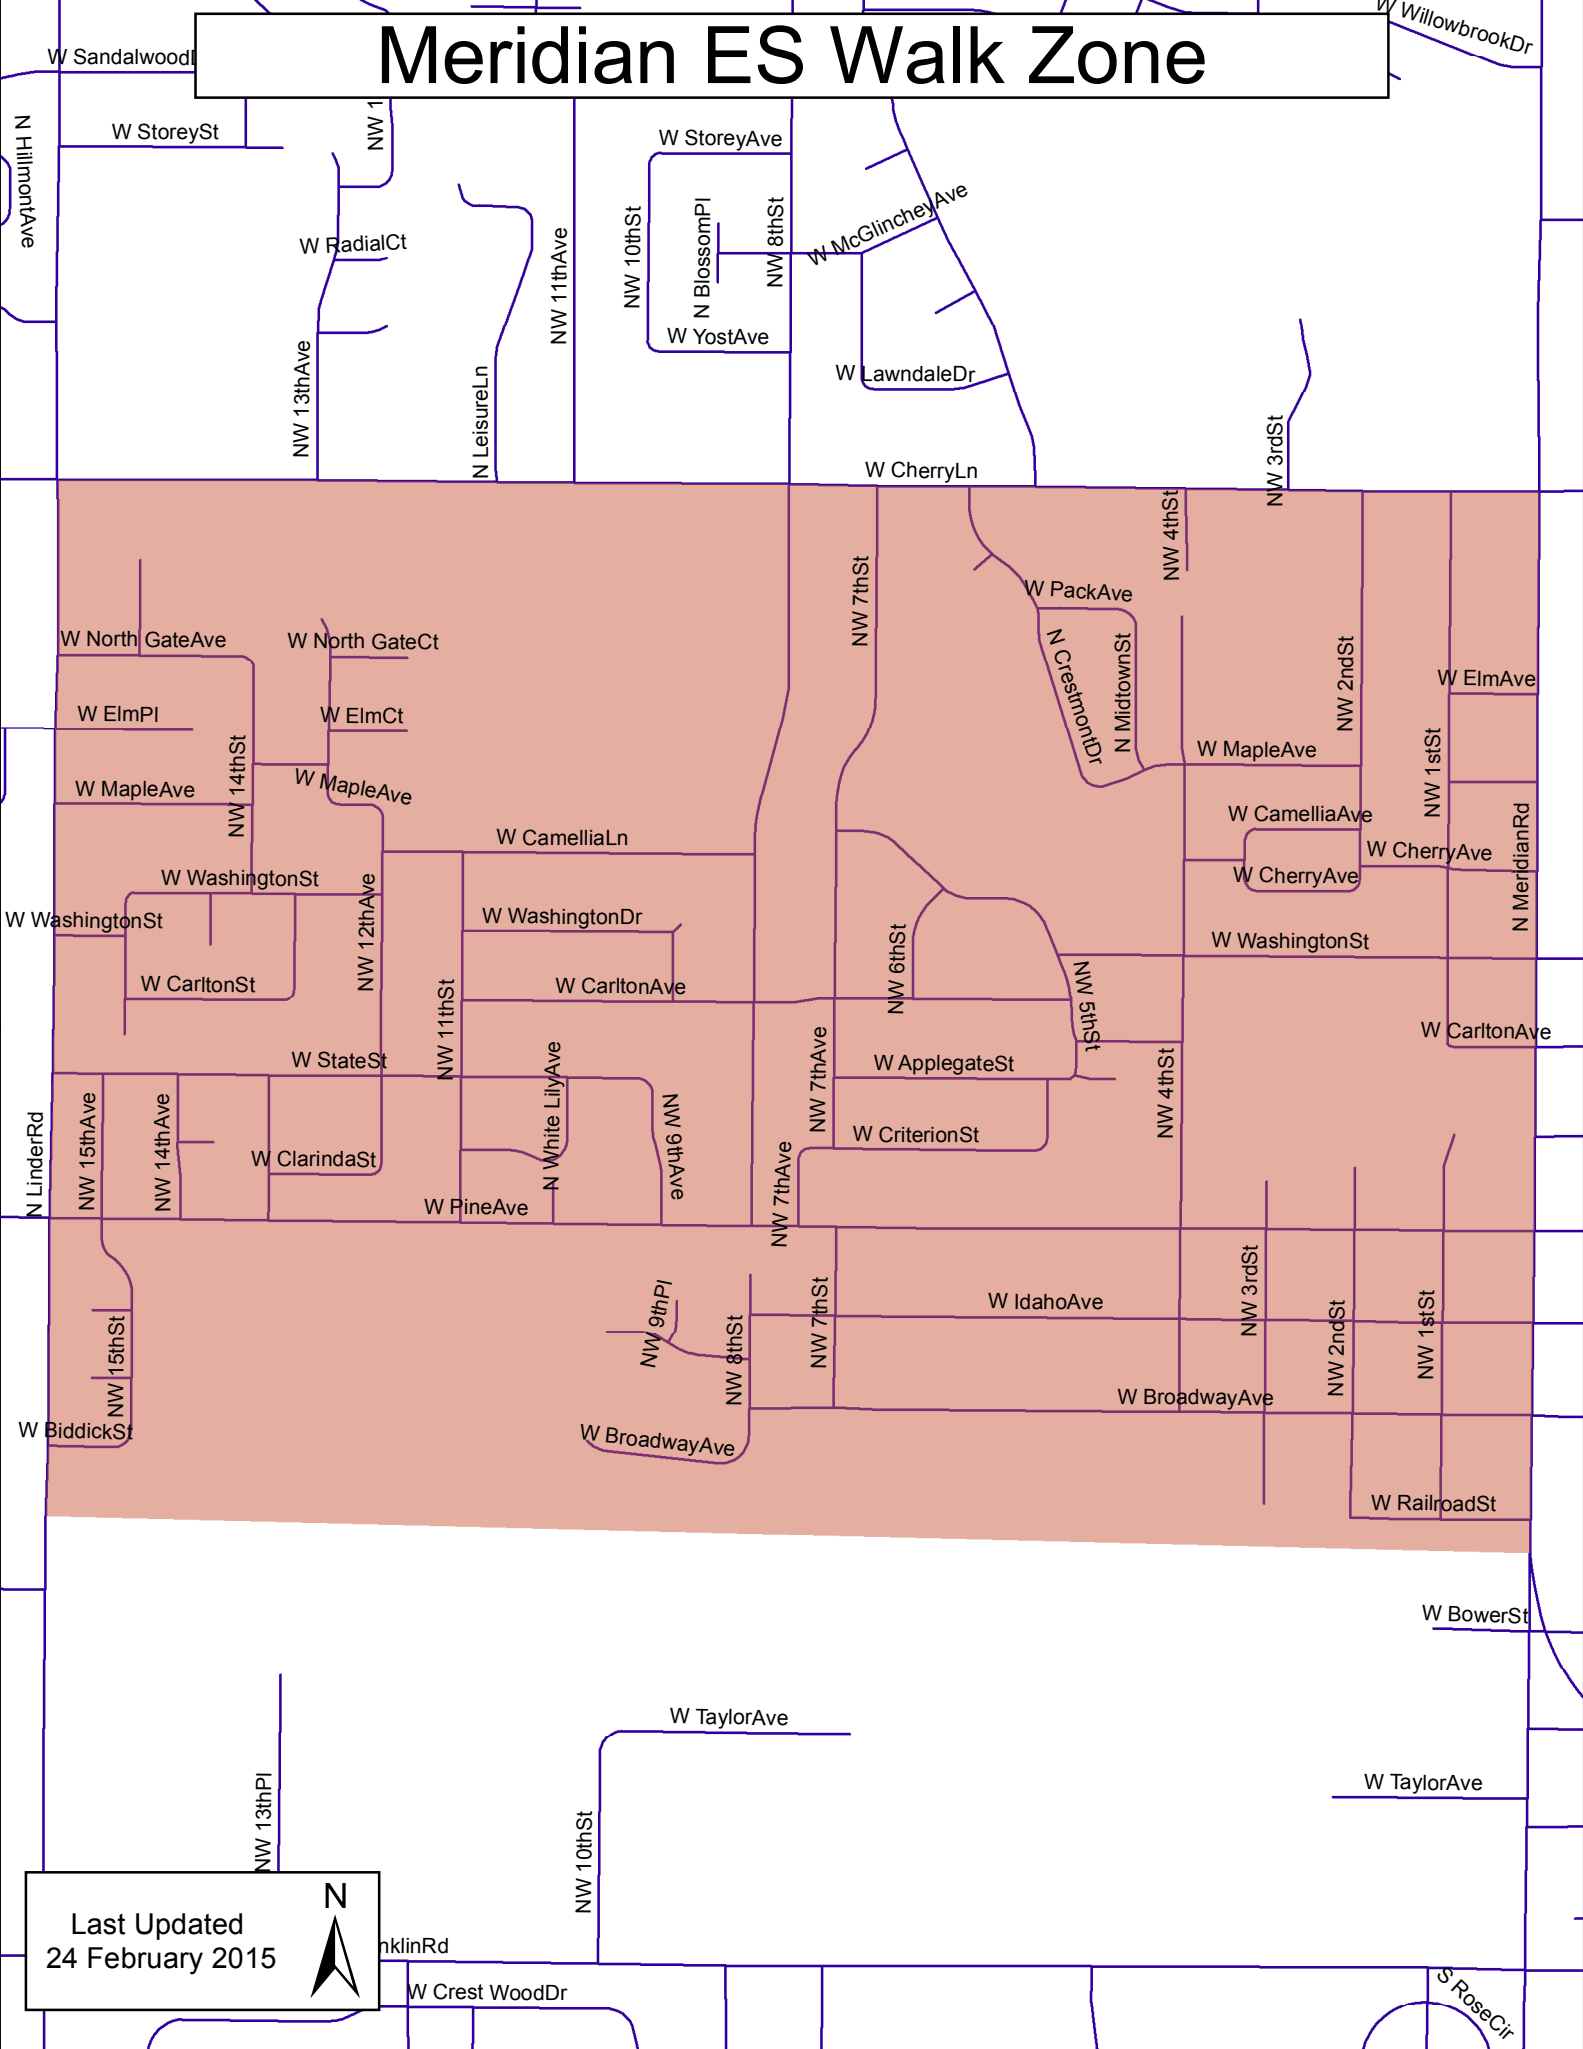 W WillowbrookDr
Meridian ES Walk Zone
W Sandalwood
N HillmontAve
W StoreySt
NW 1
W StoreyAve
W RadialCt
NW 11thAve
NW 10thSt
N BlossomPl
NW 8thSt
W McGlincheyAve
W YostAve
NW 13thAve
N LeisureLn
W LawndaleDr
W CherryLn
NW 3rdSt
NW 4thSt
NW 7thSt
W PackAve
W North GateAve
W North GateCt
N CrestmontDr
N MidtownSt
NW 2ndSt
W ElmAve
W ElmPl
W ElmCt
NW 14thSt
W MapleAve
W MapleAve
W MapleAve
NW 1stSt
W CamelliaAve
N MeridianRd
W CamelliaLn
W CherryAve
W CherryAve
W WashingtonSt
W WashingtonSt
NW 12thAve
W WashingtonDr
NW 6thSt
W WashingtonSt
W CarltonSt
W CarltonAve
NW 5thSt
NW 11thSt
W CarltonAve
W StateSt
N White LilyAve
NW 7thAve
W ApplegateSt
NW 4thSt
N LinderRd
NW 15thAve
NW 14thAve
W ClarindaSt
NW 9thAve
W CriterionSt
NW 7thAve
W PineAve
NW 9thPl
NW 8thSt
NW 7thSt
W IdahoAve
NW 3rdSt
NW 2ndSt
NW 1stSt
NW 15thSt
W BroadwayAve
W BiddickSt
W BroadwayAve
W RailroadSt
W BowerSt
W TaylorAve
W TaylorAve
NW 13thPl
NW 10thSt
N
Last Updated
24 February 2015
nklinRd
W Crest WoodDr
S RoseCir